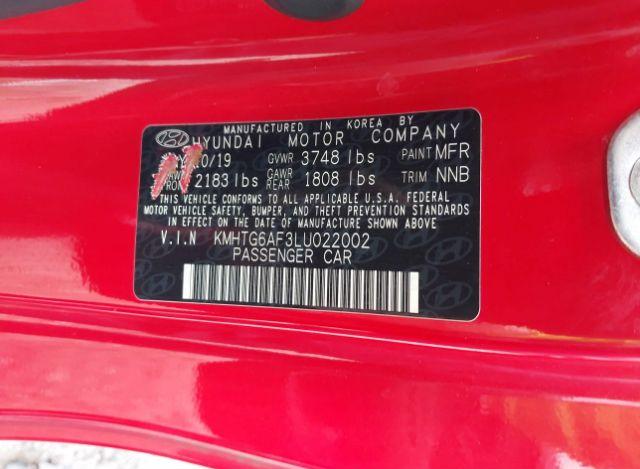 MANUFACTURED IN KOREA BY
HYUNDAI MOTOR COMPANY
0/19 GVWR 3748 lbs PAINT MFR
2183 lbs GAWR REAR 1808 lbs TRIM NNB
THIS VEHICLE CONFORMS TO ALL APPLICABLE U.S.A. FEDERAL
MOTOR VEHICLE SAFETY, BUMPER, AND THEFT PREVENTION STANDARDS
IN EFFECT ON THE DATE OF MANUFACTURE SHOWN ABOVE.
V.I.N KMHTG6AF3LU022002
PASSENGER CAR